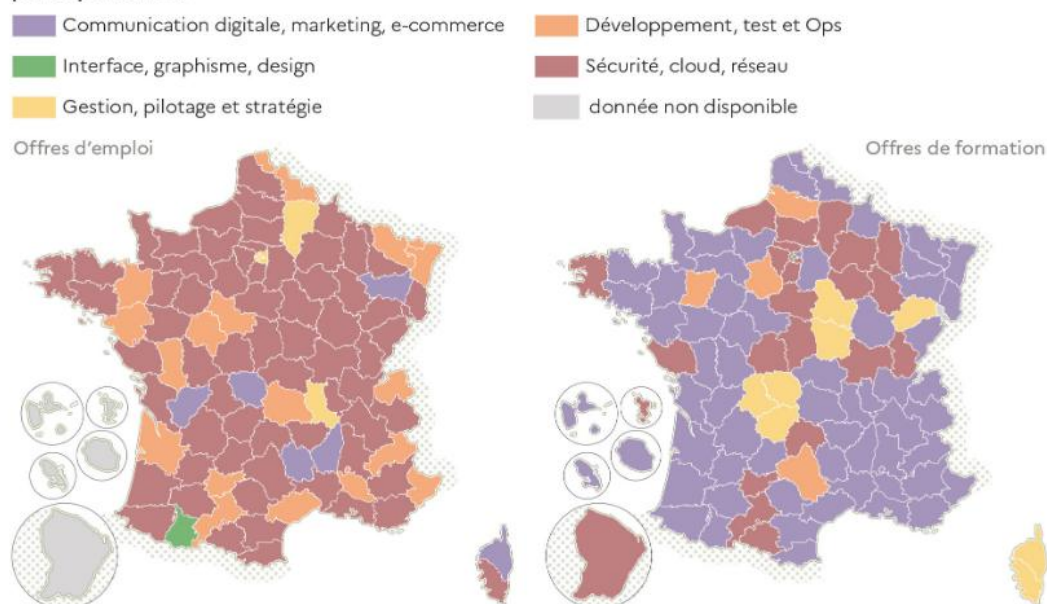 Communication digitale, marketing, e-commerce
Développement, test et Ops
Interface, graphisme, design
Sécurité, cloud, réseau
Gestion, pilotage et stratégie
donnée non disponible
Offres d'emploi
Offres de formation